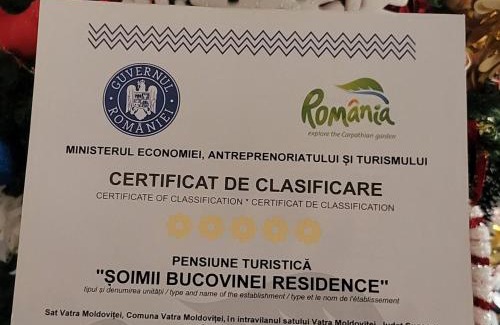 GUVERNUL ROMÂNIEI
România
explore the Carpathian garden
MINISTERUL ECONOMIEI, ANTREPRENORIATULUI ȘI TURISMULUI
CERTIFICAT DE CLASIFICARE
CERTIFICATE OF CLASSIFICATION * CERTIFICAT DE CLASSIFICATION
PENSIUNE TURISTICĂ
"ȘOIMII BUCOVINEI RESIDENCE"
tipul și denumirea unității / type and name of the establishment / type et le nom de l'établissement
Sat Vatra Moldoviței, Comuna Vatra Moldoviței, în intravilanul satului Vatra Moldoviței, Județ